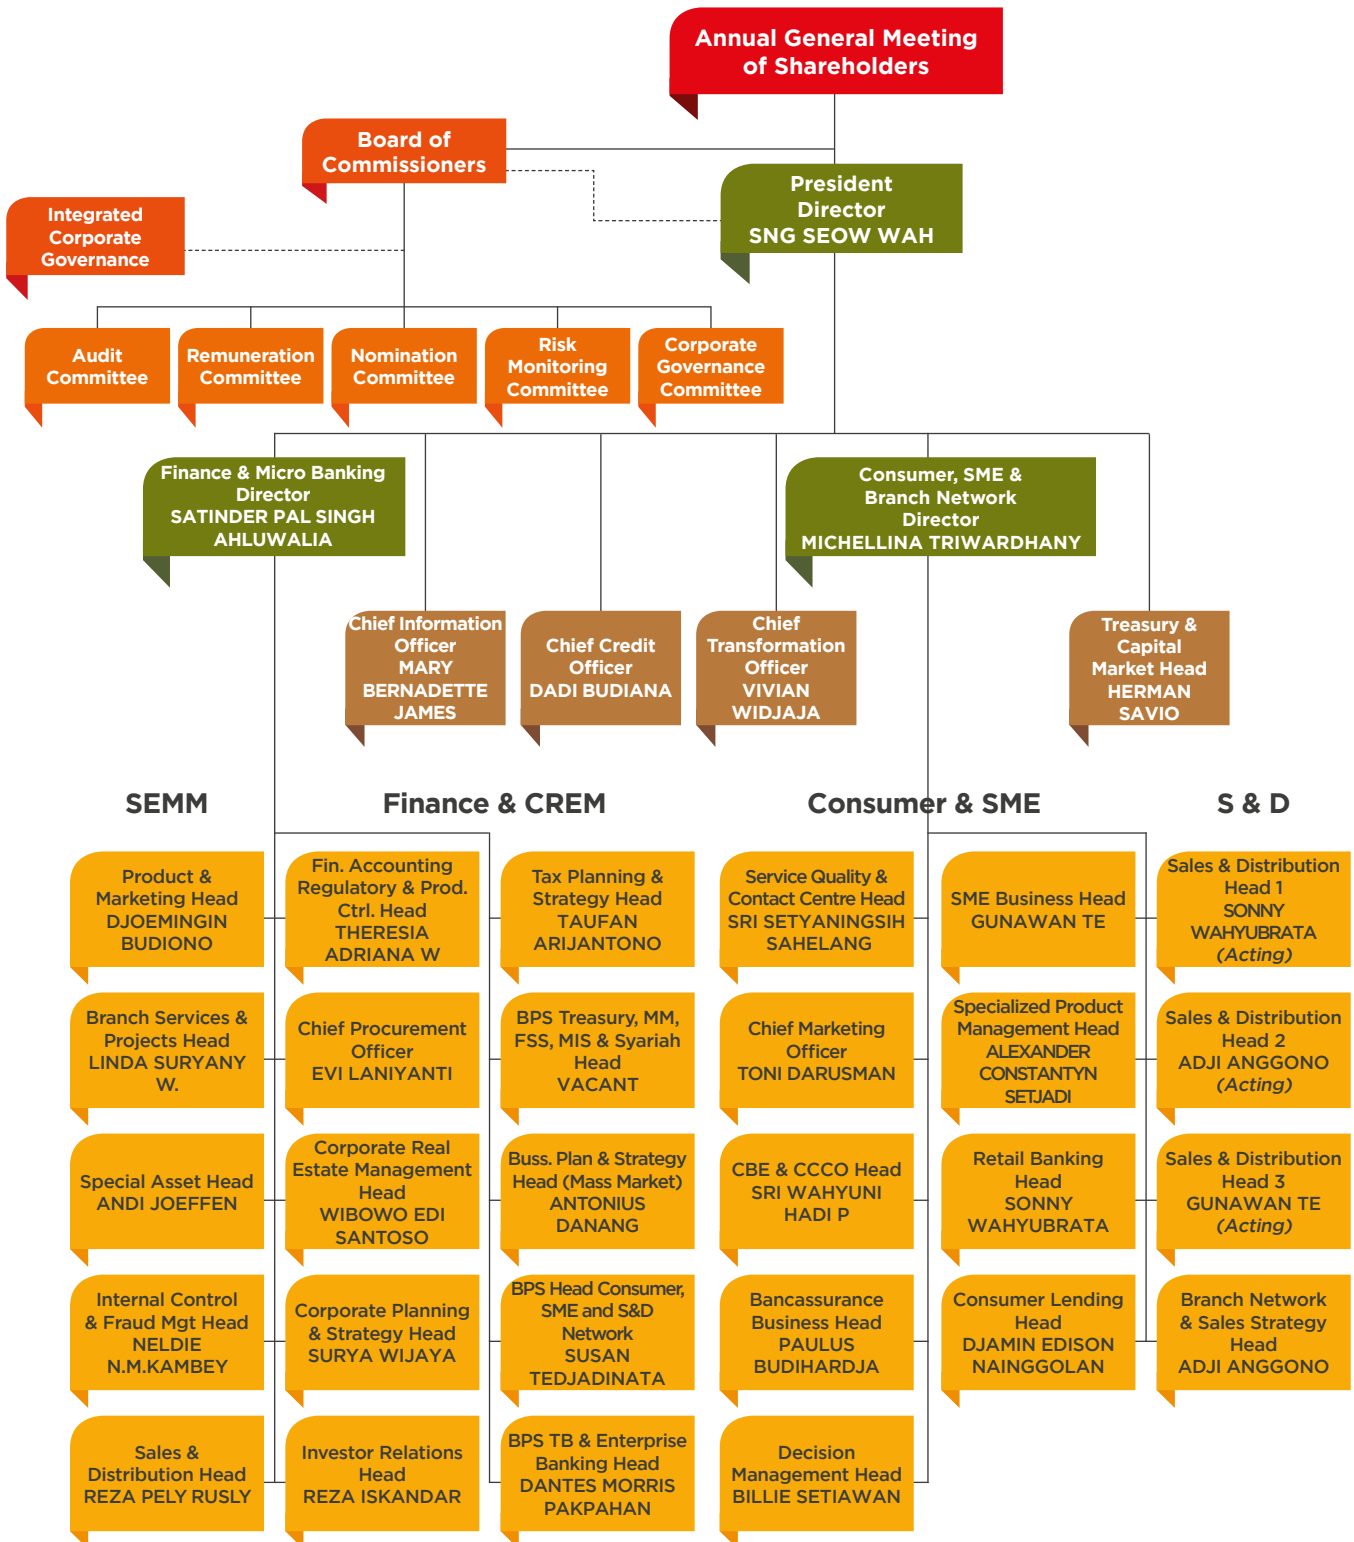 Annual General Meeting
of Shareholders
Board of
Commissioners
President
Director
SNG SEOW WAH
Integrated
Corporate
Governance
Audit
Committee
Remuneration
Committee
Nomination
Committee
Risk
Monitoring
Committee
Corporate
Governance
Committee
Finance & Micro Banking
Director
SATINDER PAL SINGH
AHLUWALIA
Consumer, SME &
Branch Network
Director
MICHELLINA TRIWARDHANY
Chief Information
Officer
MARY
BERNADETTE
JAMES
Chief Credit
Officer
DADI BUDIANA
Chief
Transformation
Officer
VIVIAN
WIDJAJA
Treasury &
Capital
Market Head
HERMAN
SAVIO
SEMM
Finance & CREM
Consumer & SME
S & D
Product &
Marketing Head
DJOEMINGIN
BUDIONO
Fin. Accounting
Regulatory & Prod.
Ctrl. Head
THERESIA
ADRIANA W
Tax Planning &
Strategy Head
TAUFAN
ARIJANTONO
Service Quality &
Contact Centre Head
SRI SETYANINGSIH
SAHELANG
SME Business Head
GUNAWAN TE
Sales & Distribution
Head 1
SONNY
WAHYUBRATA
(Acting)
Branch Services &
Projects Head
LINDA SURYANY
W.
Chief Procurement
Officer
EVI LANIYANTI
BPS Treasury, MM,
FSS, MIS & Syariah
Head
VACANT
Chief Marketing
Officer
TONI DARUSMAN
Specialized Product
Management Head
ALEXANDER
CONSTANTYN
SETJADI
Sales & Distribution
Head 2
ADJI ANGGONO
(Acting)
Special Asset Head
ANDI JOEFFEN
Corporate Real
Estate Management
Head
WIBOWO EDI
SANTOSO
Buss. Plan & Strategy
Head (Mass Market)
ANTONIUS
DANANG
CBE & CCCO Head
SRI WAHYUNI
HADI P
Retail Banking
Head
SONNY
WAHYUBRATA
Sales & Distribution
Head 3
GUNAWAN TE
(Acting)
Internal Control
& Fraud Mgt Head
NELDIE
N.M.KAMBEY
Corporate Planning
& Strategy Head
SURYA WIJAYA
BPS Head Consumer,
SME and S&D
Network
SUSAN
TEDJADINATA
Bancassurance
Business Head
PAULUS
BUDIHARDJA
Consumer Lending
Head
DJAMIN EDISON
NAINGGOLAN
Branch Network
& Sales Strategy
Head
ADJI ANGGONO
Sales &
Distribution Head
REZA PELY RUSLY
Investor Relations
Head
REZA ISKANDAR
BPS TB & Enterprise
Banking Head
DANTES MORRIS
PAKPAHAN
Decision
Management Head
BILLIE SETIAWAN